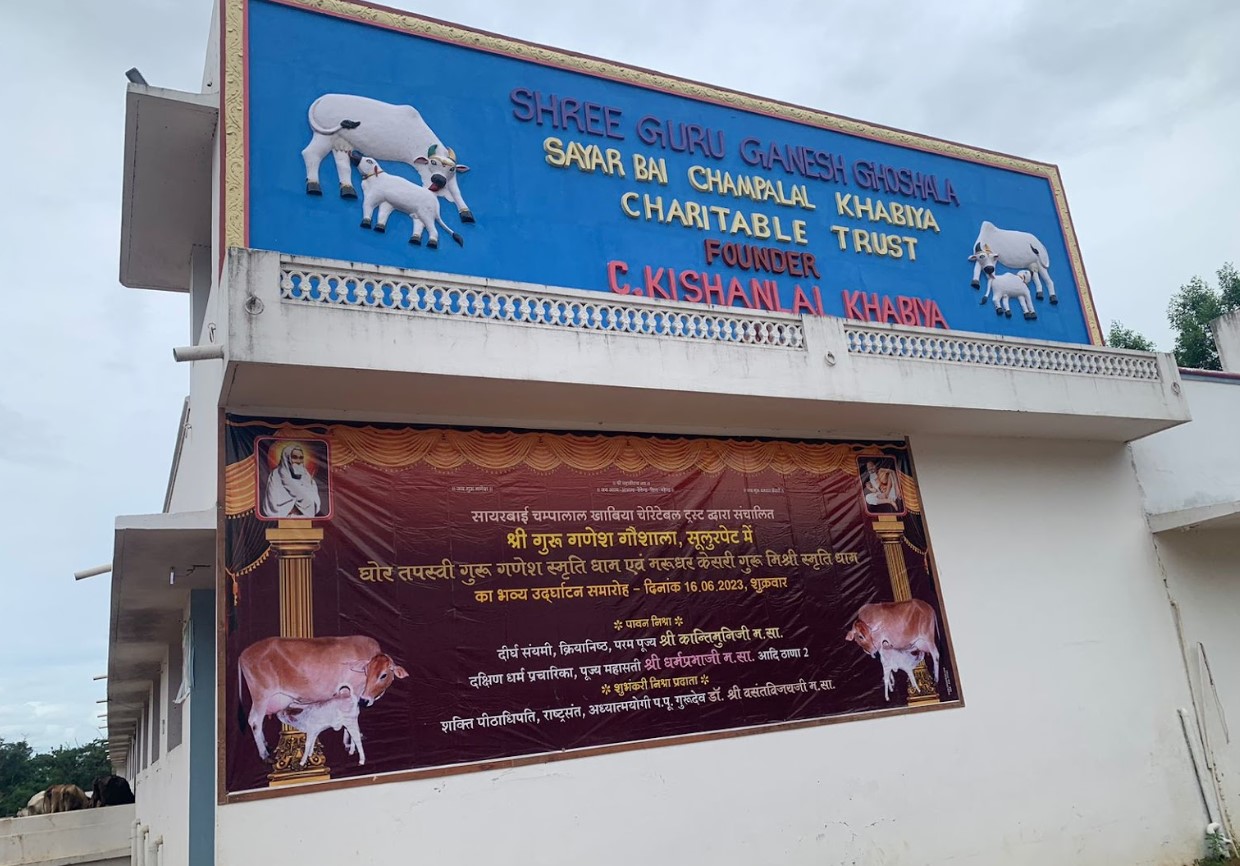 SHREE GURU GANESH GHOSHALA
SAYAR BAI CHAMPALAL KHABIYA
CHARITABLE TRUST
FOUNDER
C.KISHANLAL KHABIYA
सायरबाई चम्पालाल खाबिया चेरिटेबल ट्रस्ट द्वारा संचालित
श्री गुरू गणेश गौशाला, सूलुरपेट में
घोर तपस्वी गुरू गणेश स्मृति धाम एवं मरूधर केसरी गुरू मिश्री स्मृति धाम
का भव्य उद्घाटन समारोह - दिनांक 16.06.2023, शुक्रवार
पावन निश्रा
दीर्घ संयमी, क्रियानिष्ठ, परम पूज्य श्री कान्तिमुनिजी म.सा.
दक्षिण धर्म प्रचारिका, पूज्य महासती श्री धर्मप्रभाजी म.सा. आदि ठाणा 2
शुभंकरी निश्रा प्रदाता
शक्ति पीठाधिपति, राष्ट्रसंत, अध्यात्मयोगी प.पू. गुरूदेव डॉ. श्री वसंतविजयजी म.सा.